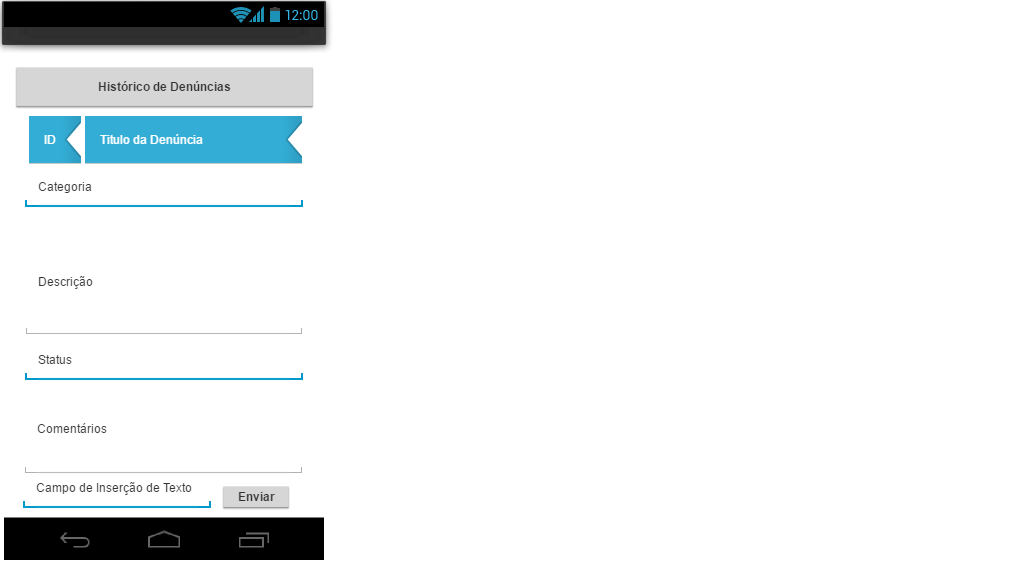 12:00
Histórico de Denúncias
ID
Título da Denúncia
Categoria
Descrição
Status
Comentários
Campo de Inserção de Texto
Enviar